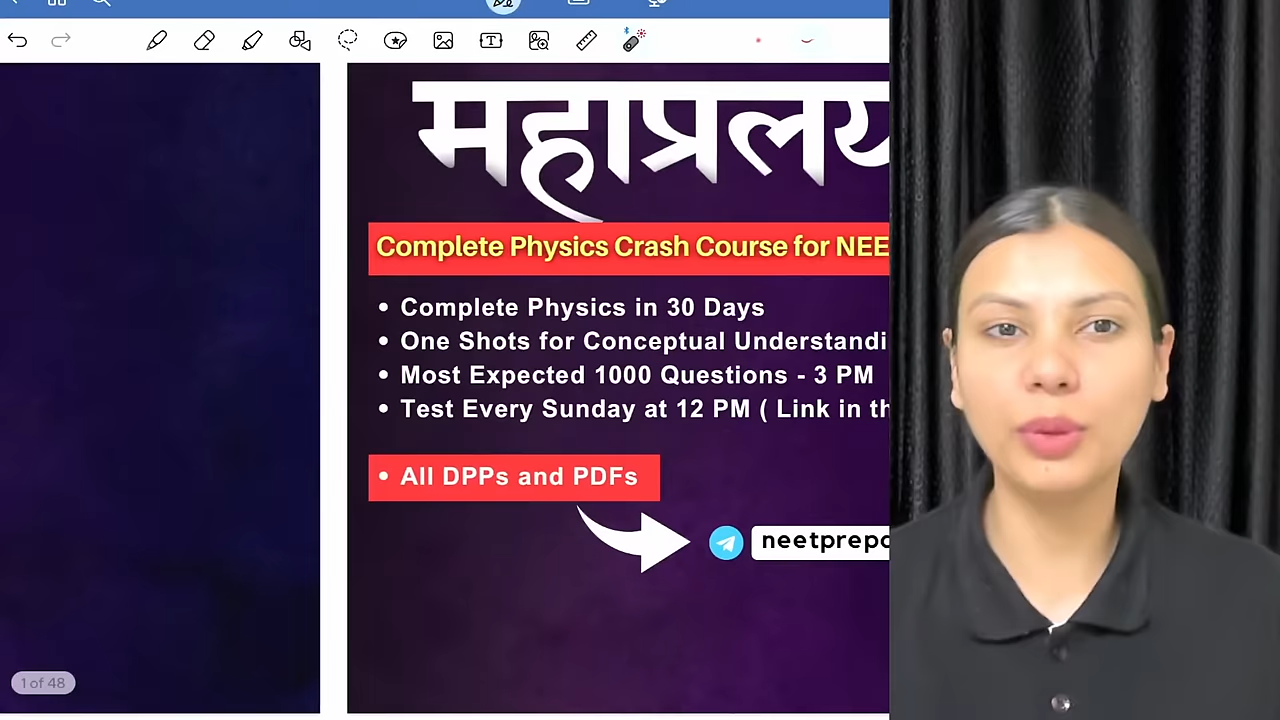 महाप्रलय
Complete Physics Crash Course for NEE
• Complete Physics in 30 Days
• One Shots for Conceptual Understandi
• Most Expected 1000 Questions - 3 PM
• Test Every Sunday at 12 PM ( Link in th
• All DPPs and PDFs
neetprep
1 of 48